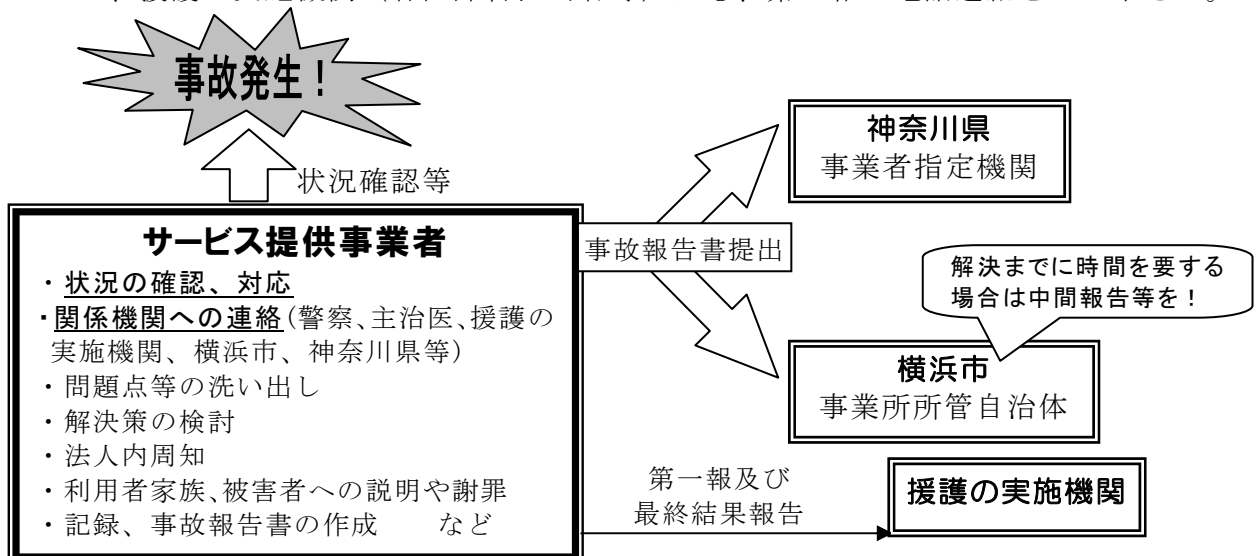 事故発生！
状況確認等
サービス提供事業者
・状況の確認、対応
・関係機関への連絡(警察、主治医、援護の
実施機関、横浜市、神奈川県等)
・問題点等の洗い出し
・解決策の検討
・法人内周知
・利用者家族、被害者への説明や謝罪
・記録、事故報告書の作成　　など
事故報告書提出
神奈川県
事業者指定機関
解決までに時間を要する
場合は中間報告等を！
横浜市
事業所所管自治体
第一報及び
最終結果報告
援護の実施機関